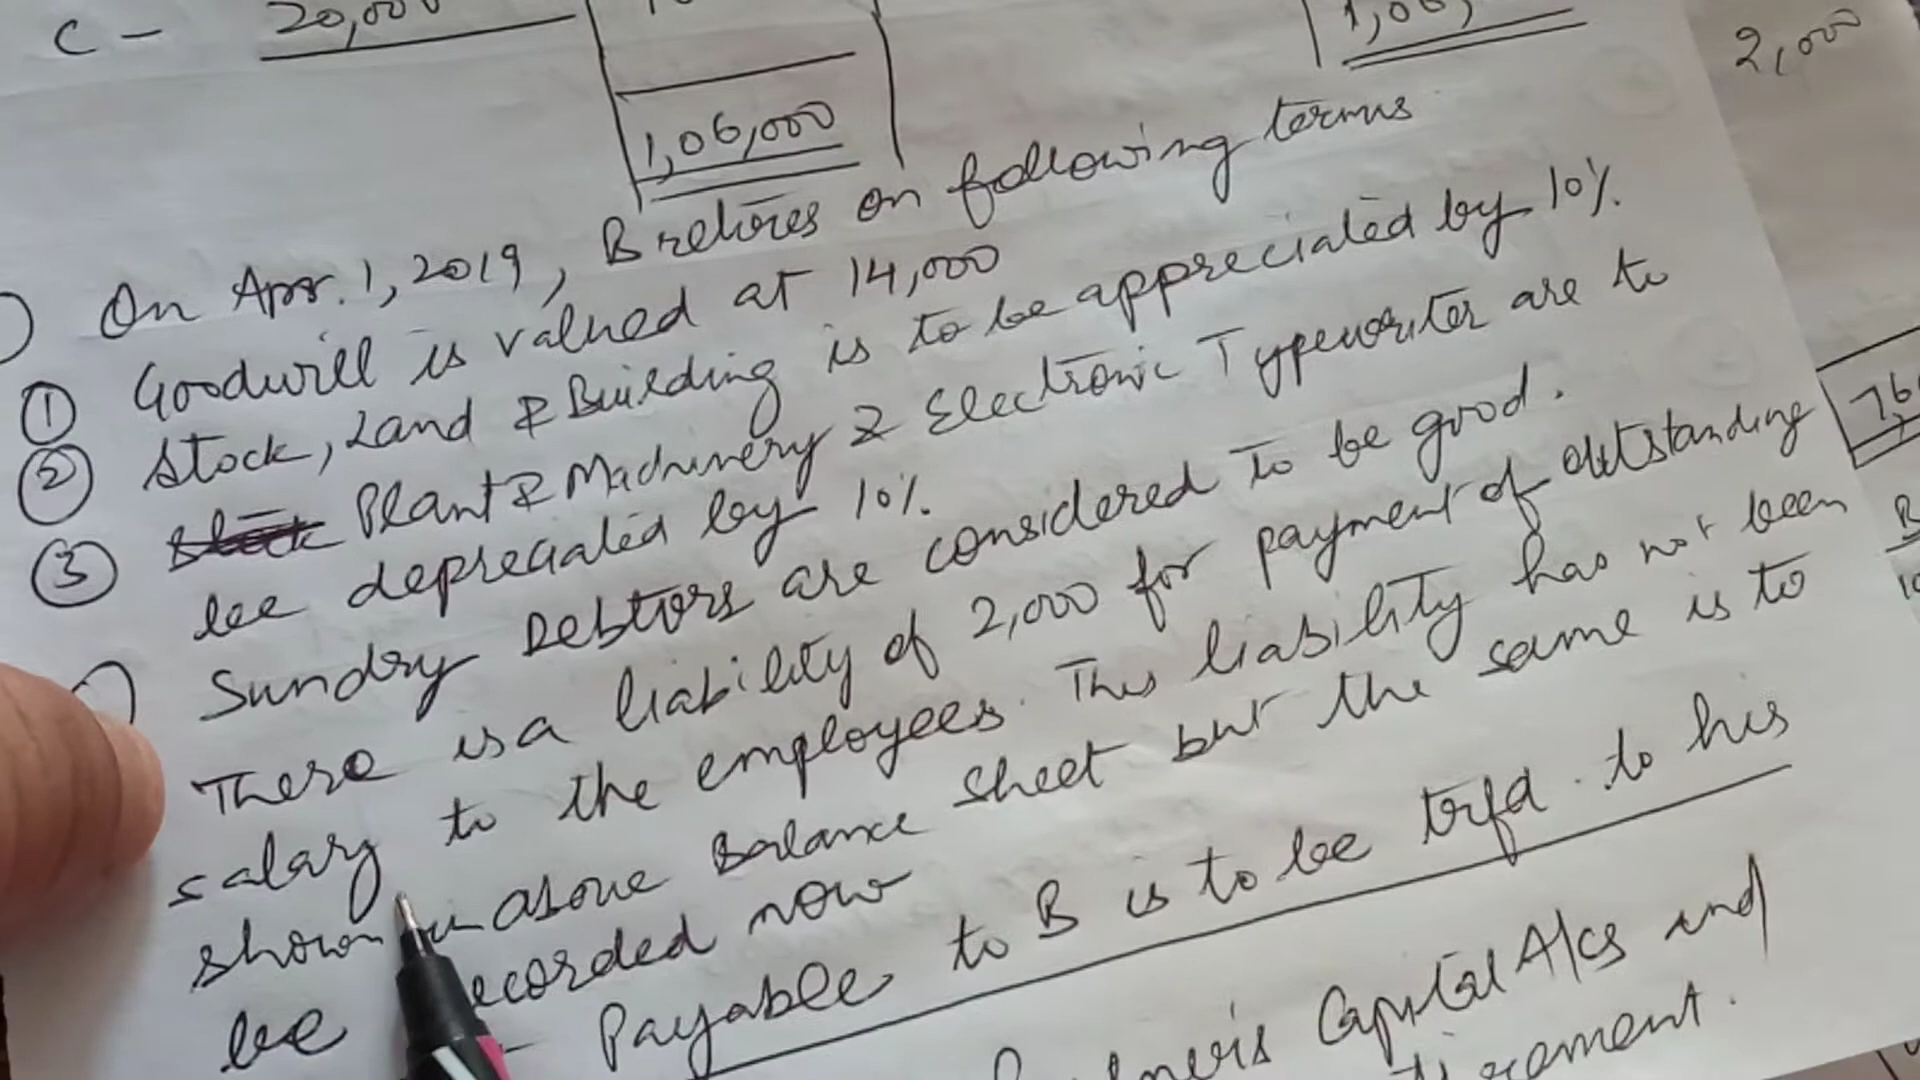 C - 20,000
1,06,000
2,000
On Apr. 1, 2019, B retires on following terms
① Goodwill is valued at 14,000
② Stock, Land & Building is to be appreciated by 10%
③ Plant & Machinery & Electronic Typewriter are to
be depreciated by 10%.
Sundry Debtors are considered to be good.
There is a liability of 2,000 for payment of outstanding
salary to the employees. This liability has not been
shown in above Balance Sheet but the same is to
be recorded now
Payable to B is to be trfd. to his
Capital A/cs and